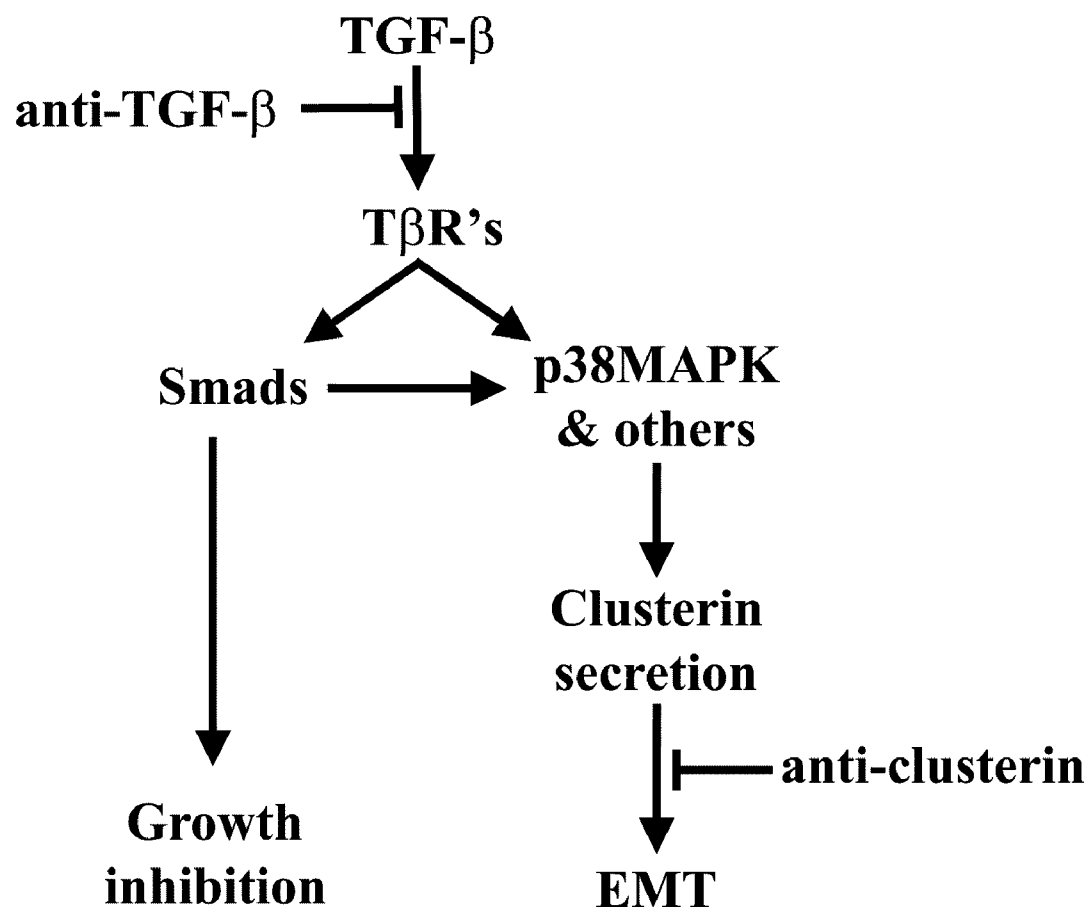 TGF-β
anti-TGF-β
TβR's
Smads
p38MAPK
& others
Clusterin
secretion
anti-clusterin
Growth
inhibition
EMT